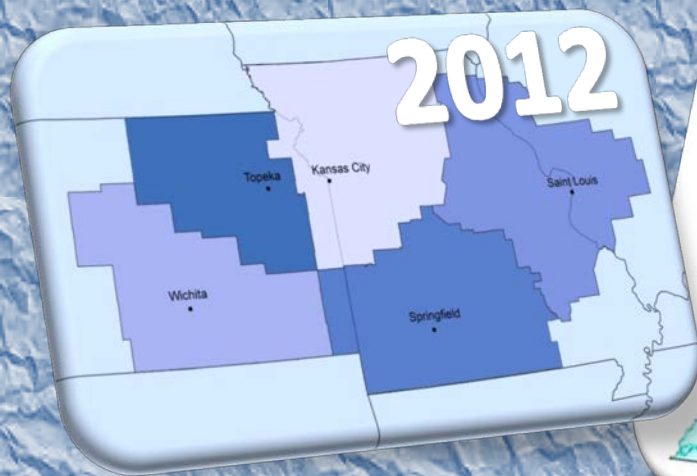 2012
Topeka
Kansas City
Saint Louis
Wichita
Springfield